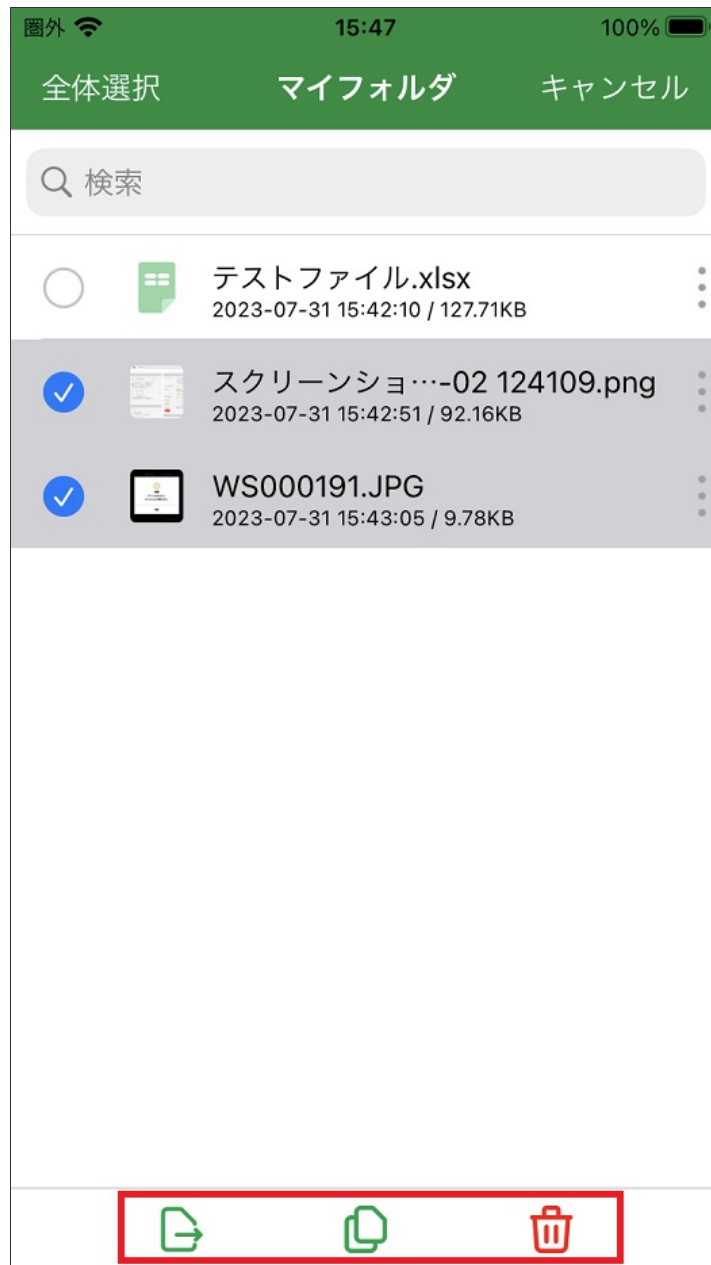 圏外 15:47 100%
全体選択 マイフォルダ キャンセル
検索
テストファイル.xlsx
2023-07-31 15:42:10 / 127.71KB
スクリーンショ…-02 124109.png
2023-07-31 15:42:51 / 92.16KB
WS000191.JPG
2023-07-31 15:43:05 / 9.78KB